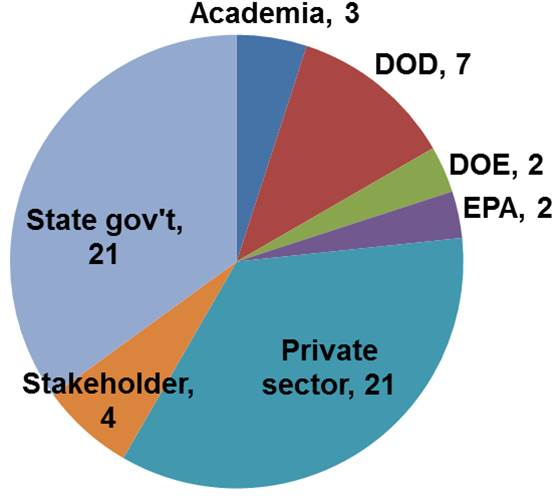 Academia, 3
DOD, 7
DOE, 2
EPA, 2
State gov't,
21
Private
sector, 21
Stakeholder,
4